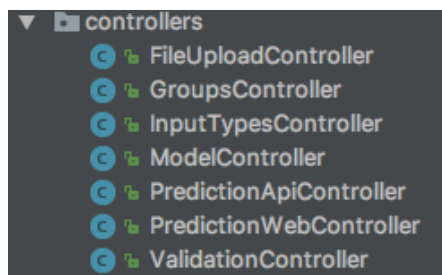 controllers
FileUploadController
GroupsController
InputTypesController
ModelController
PredictionApiController
PredictionWebController
ValidationController